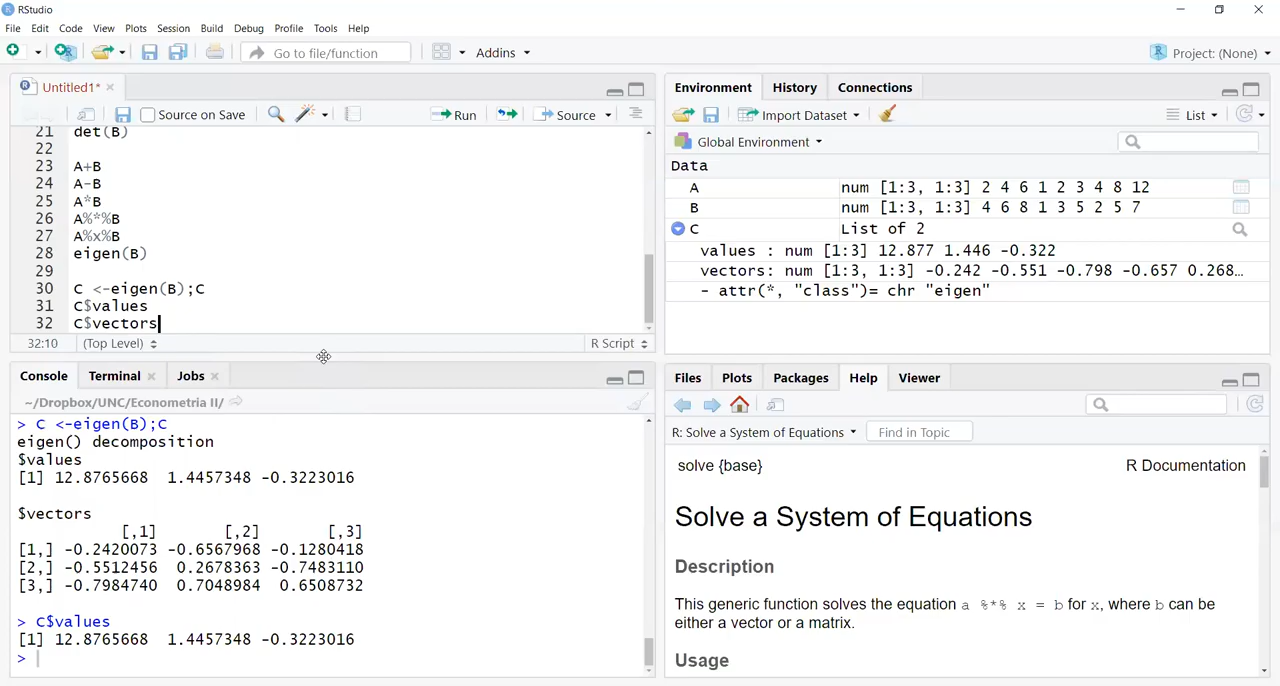 RStudio
File Edit Code View Plots Session Build Debug Profile Tools Help
Go to file/function Addins Project: (None)
Untitled1*
Source on Save Run Source
21 det(B)
22
23 A+B
24 A-B
25 A*B
26 A%*%B
27 A%x%B
28 eigen(B)
29
30 C <-eigen(B);C
31 C$values
32 C$vectors
32:10 (Top Level) R Script
Console Terminal Jobs
~/Dropbox/UNC/Econometria II/
> C <-eigen(B);C
eigen() decomposition
$values
[1] 12.8765668 1.4457348 -0.3223016
$vectors
[,1] [,2] [,3]
[1,] -0.2420073 -0.6567968 -0.1280418
[2,] -0.5512456 0.2678363 -0.7483110
[3,] -0.7984740 0.7048984 0.6508732
> C$values
[1] 12.8765668 1.4457348 -0.3223016
>
Environment History Connections
Import Dataset List
Global Environment
Data
A num [1:3, 1:3] 2 4 6 1 2 3 4 8 12
B num [1:3, 1:3] 4 6 8 1 3 5 2 5 7
C List of 2
values : num [1:3] 12.877 1.446 -0.322
vectors: num [1:3, 1:3] -0.242 -0.551 -0.798 -0.657 0.268...
- attr(*, "class")= chr "eigen"
Files Plots Packages Help Viewer
R: Solve a System of Equations Find in Topic
solve {base} R Documentation
Solve a System of Equations
Description
This generic function solves the equation a %*% x = b for x, where b can be
either a vector or a matrix.
Usage